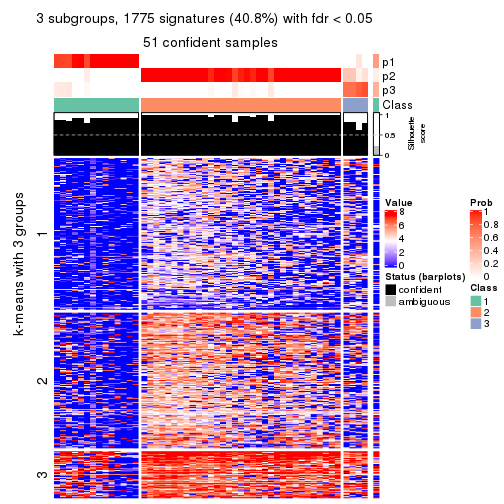 3 subgroups, 1775 signatures (40.8%) with fdr < 0.05
51 confident samples
p1
p2
p3
Class
1
0.5
0
Silhouette
score
k-means with 3 groups
1
2
3
Value
8
6
4
2
0
Status (barplots)
confident
ambiguous
Prob
1
0.8
0.6
0.4
0.2
0
Class
1
2
3